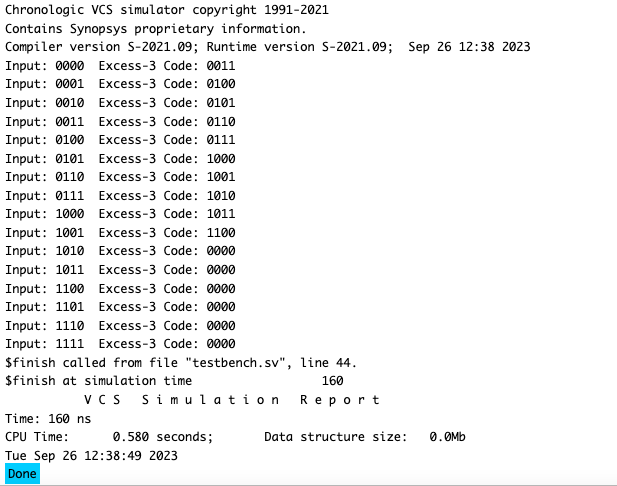 Chronologic VCS simulator copyright 1991-2021
Contains Synopsys proprietary information.
Compiler version S-2021.09; Runtime version S-2021.09;  Sep 26 12:38 2023
Input: 0000  Excess-3 Code: 0011
Input: 0001  Excess-3 Code: 0100
Input: 0010  Excess-3 Code: 0101
Input: 0011  Excess-3 Code: 0110
Input: 0100  Excess-3 Code: 0111
Input: 0101  Excess-3 Code: 1000
Input: 0110  Excess-3 Code: 1001
Input: 0111  Excess-3 Code: 1010
Input: 1000  Excess-3 Code: 1011
Input: 1001  Excess-3 Code: 1100
Input: 1010  Excess-3 Code: 0000
Input: 1011  Excess-3 Code: 0000
Input: 1100  Excess-3 Code: 0000
Input: 1101  Excess-3 Code: 0000
Input: 1110  Excess-3 Code: 0000
Input: 1111  Excess-3 Code: 0000
$finish called from file "testbench.sv", line 44.
$finish at simulation time                  160
           V C S   S i m u l a t i o n   R e p o r t
Time: 160 ns
CPU Time:      0.580 seconds;       Data structure size:   0.0Mb
Tue Sep 26 12:38:49 2023
Done